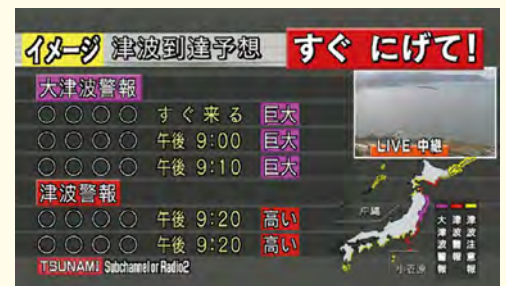 イメージ 津波到達予想 すぐ にげて!
大津波警報
○○○○ すぐ来る 巨大
○○○○ 午後 9:00 巨大
○○○○ 午後 9:10 巨大
LIVE 中継
津波警報
○○○○ 午後 9:20 高い
○○○○ 午後 9:20 高い
TSUNAMI Subchannel or Radio2
沖縄
小笠原
大津波警報
津波警報
津波注意報